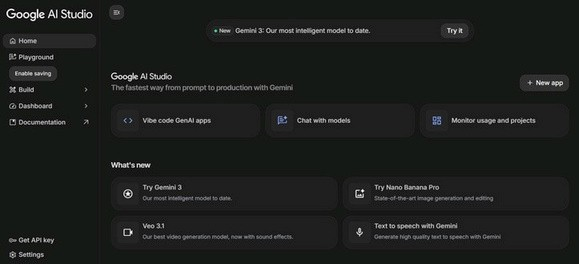 Google AI Studio
Home
Playground
Enable saving
Build
Dashboard
Documentation
Get API key
Settings
New Gemini 3: Our most intelligent model to date. Try it
Google AI Studio
The fastest way from prompt to production with Gemini
+ New app
Vibe code GenAI apps
Chat with models
Monitor usage and projects
What's new
Try Gemini 3
Our most intelligent model to date.
Try Nano Banana Pro
State-of-the-art image generation and editing
Veo 3.1
Our best video generation model, now with sound effects.
Text to speech with Gemini
Generate high quality text to speech with Gemini